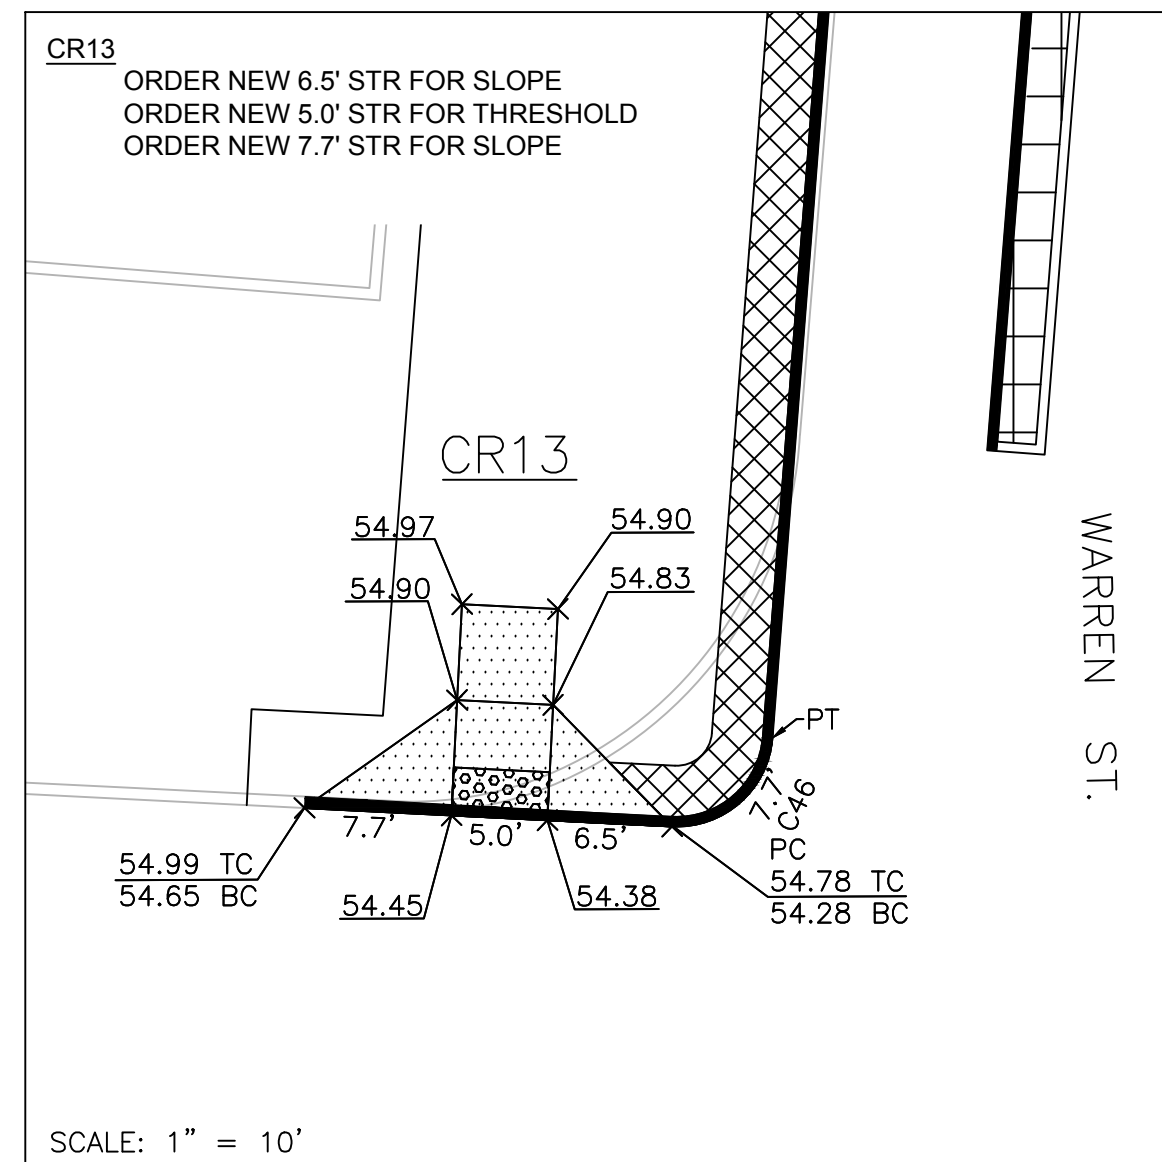 CR13
ORDER NEW 6.5' STR FOR SLOPE
ORDER NEW 5.0' STR FOR THRESHOLD
ORDER NEW 7.7' STR FOR SLOPE
CR13
54.97
54.90
54.90
54.83
WARREN ST.
PT
7.7'
5.0'
6.5'
7.7'
C46
PC
54.99 TC
54.65 BC
54.45
54.38
54.78 TC
54.28 BC
SCALE: 1" = 10'